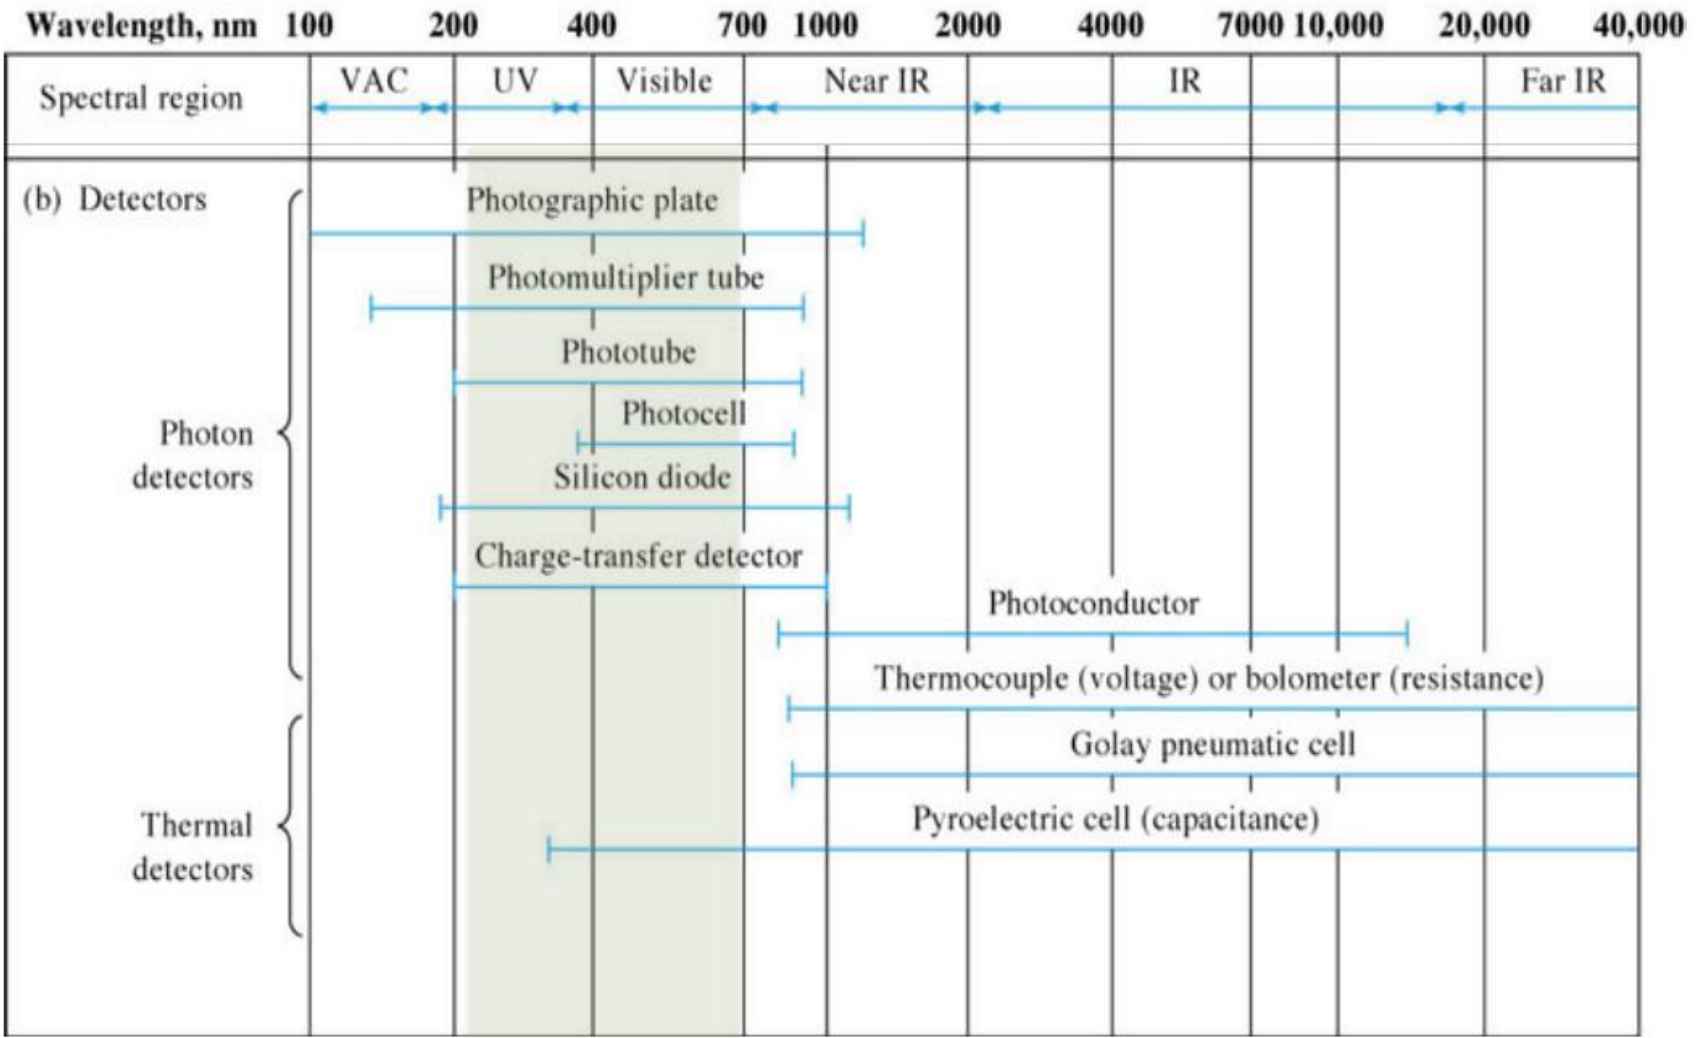 Wavelength, nm 100 200 400 700 1000 2000 4000 7000 10,000 20,000 40,000
Spectral region VAC UV Visible Near IR IR Far IR
(b) Detectors
Photographic plate
Photomultiplier tube
Phototube
Photocell
Photon
detectors
Silicon diode
Charge-transfer detector
Photoconductor
Thermocouple (voltage) or bolometer (resistance)
Golay pneumatic cell
Pyroelectric cell (capacitance)
Thermal
detectors